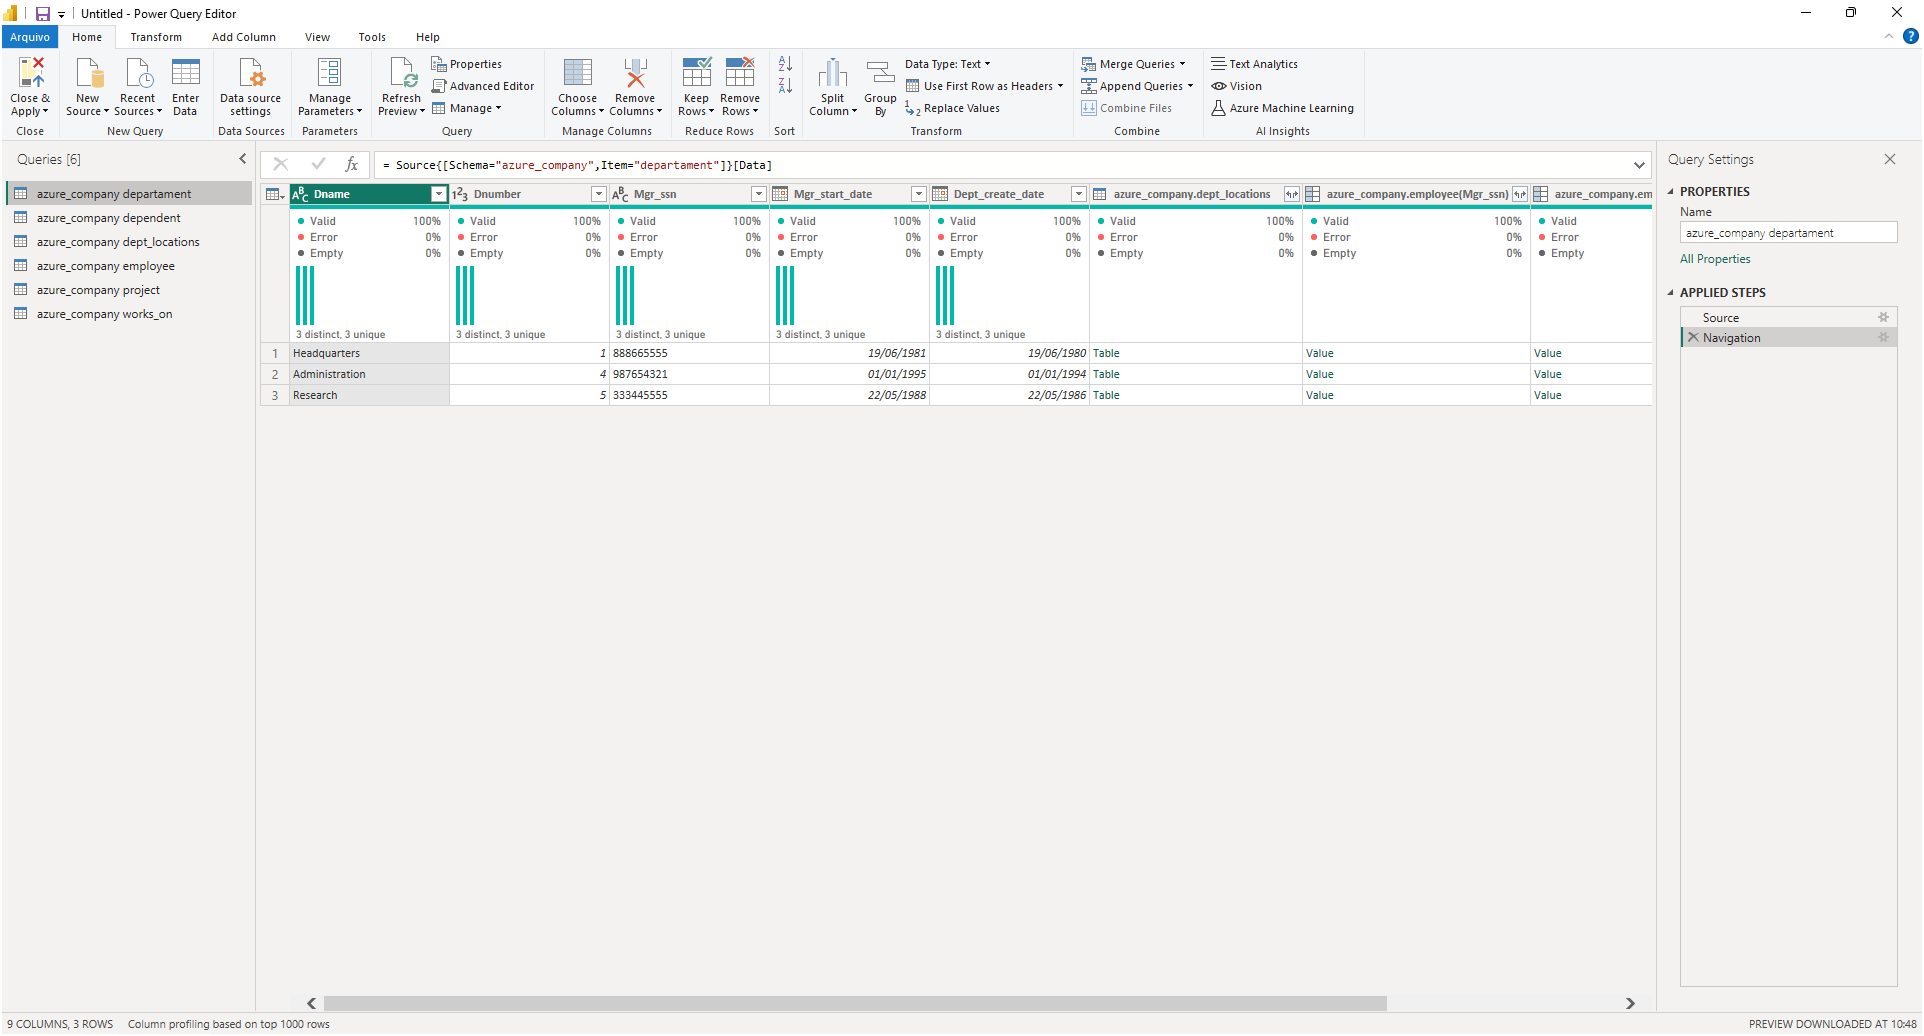 Untitled - Power Query Editor
Arquivo Home Transform Add Column View Tools Help
Close & Apply
New Source
Recent Sources
Enter Data
Data source settings
Manage Parameters
Refresh Preview
Properties
Advanced Editor
Manage
Choose Columns
Remove Columns
Keep Rows
Remove Rows
Split Column
Group By
Data Type: Text
Use First Row as Headers
Replace Values
Merge Queries
Append Queries
Combine Files
Text Analytics
Vision
Azure Machine Learning
Close New Query Data Sources Parameters Query Manage Columns Reduce Rows Sort Transform Combine AI Insights
Queries [6]
azure_company departament
azure_company dependent
azure_company dept_locations
azure_company employee
azure_company project
azure_company works_on
= Source{[Schema="azure_company",Item="departament"]}[Data]
Dname Dnumber Mgr_ssn Mgr_start_date Dept_create_date azure_company.dept_locations azure_company.employee(Mgr_ssn) azure_company.em
Valid 100% Valid 100% Valid 100% Valid 100% Valid 100% Valid 100% Valid 100% Valid
Error 0% Error 0% Error 0% Error 0% Error 0% Error 0% Error 0% Error
Empty 0% Empty 0% Empty 0% Empty 0% Empty 0% Empty 0% Empty 0% Empty
3 distinct, 3 unique 3 distinct, 3 unique 3 distinct, 3 unique 3 distinct, 3 unique 3 distinct, 3 unique
1 Headquarters 1 888665555 19/06/1981 19/06/1980 Table Value Value
2 Administration 4 987654321 01/01/1995 01/01/1994 Table Value Value
3 Research 5 333445555 22/05/1988 22/05/1986 Table Value Value
Query Settings
PROPERTIES
Name
azure_company departament
All Properties
APPLIED STEPS
Source
Navigation
9 COLUMNS, 3 ROWS Column profiling based on top 1000 rows
PREVIEW DOWNLOADED AT 10:48